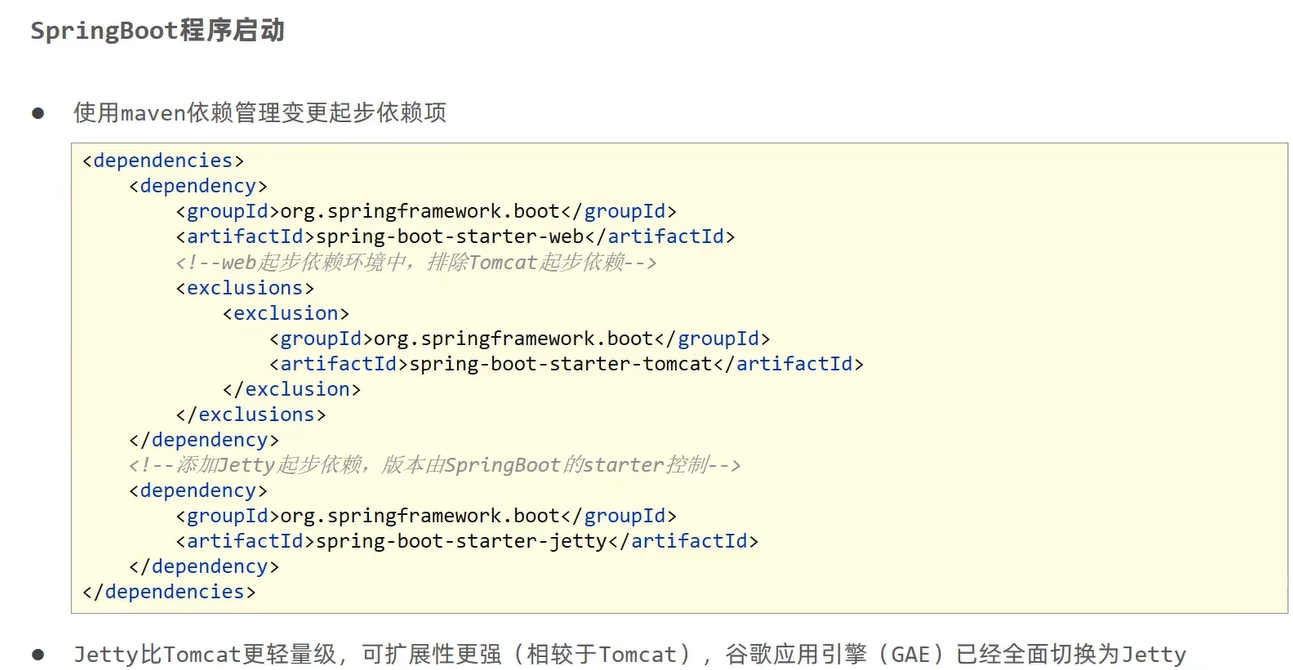 SpringBoot程序启动
● 使用maven依赖管理变更起步依赖项
<dependencies>
    <dependency>
        <groupId>org.springframework.boot</groupId>
        <artifactId>spring-boot-starter-web</artifactId>
        <!--web起步依赖环境中，排除Tomcat起步依赖-->
        <exclusions>
            <exclusion>
                <groupId>org.springframework.boot</groupId>
                <artifactId>spring-boot-starter-tomcat</artifactId>
            </exclusion>
        </exclusions>
    </dependency>
    <!--添加Jetty起步依赖，版本由SpringBoot的starter控制-->
    <dependency>
        <groupId>org.springframework.boot</groupId>
        <artifactId>spring-boot-starter-jetty</artifactId>
    </dependency>
</dependencies>
● Jetty比Tomcat更轻量级，可扩展性更强（相较于Tomcat），谷歌应用引擎（GAE）已经全面切换为Jetty